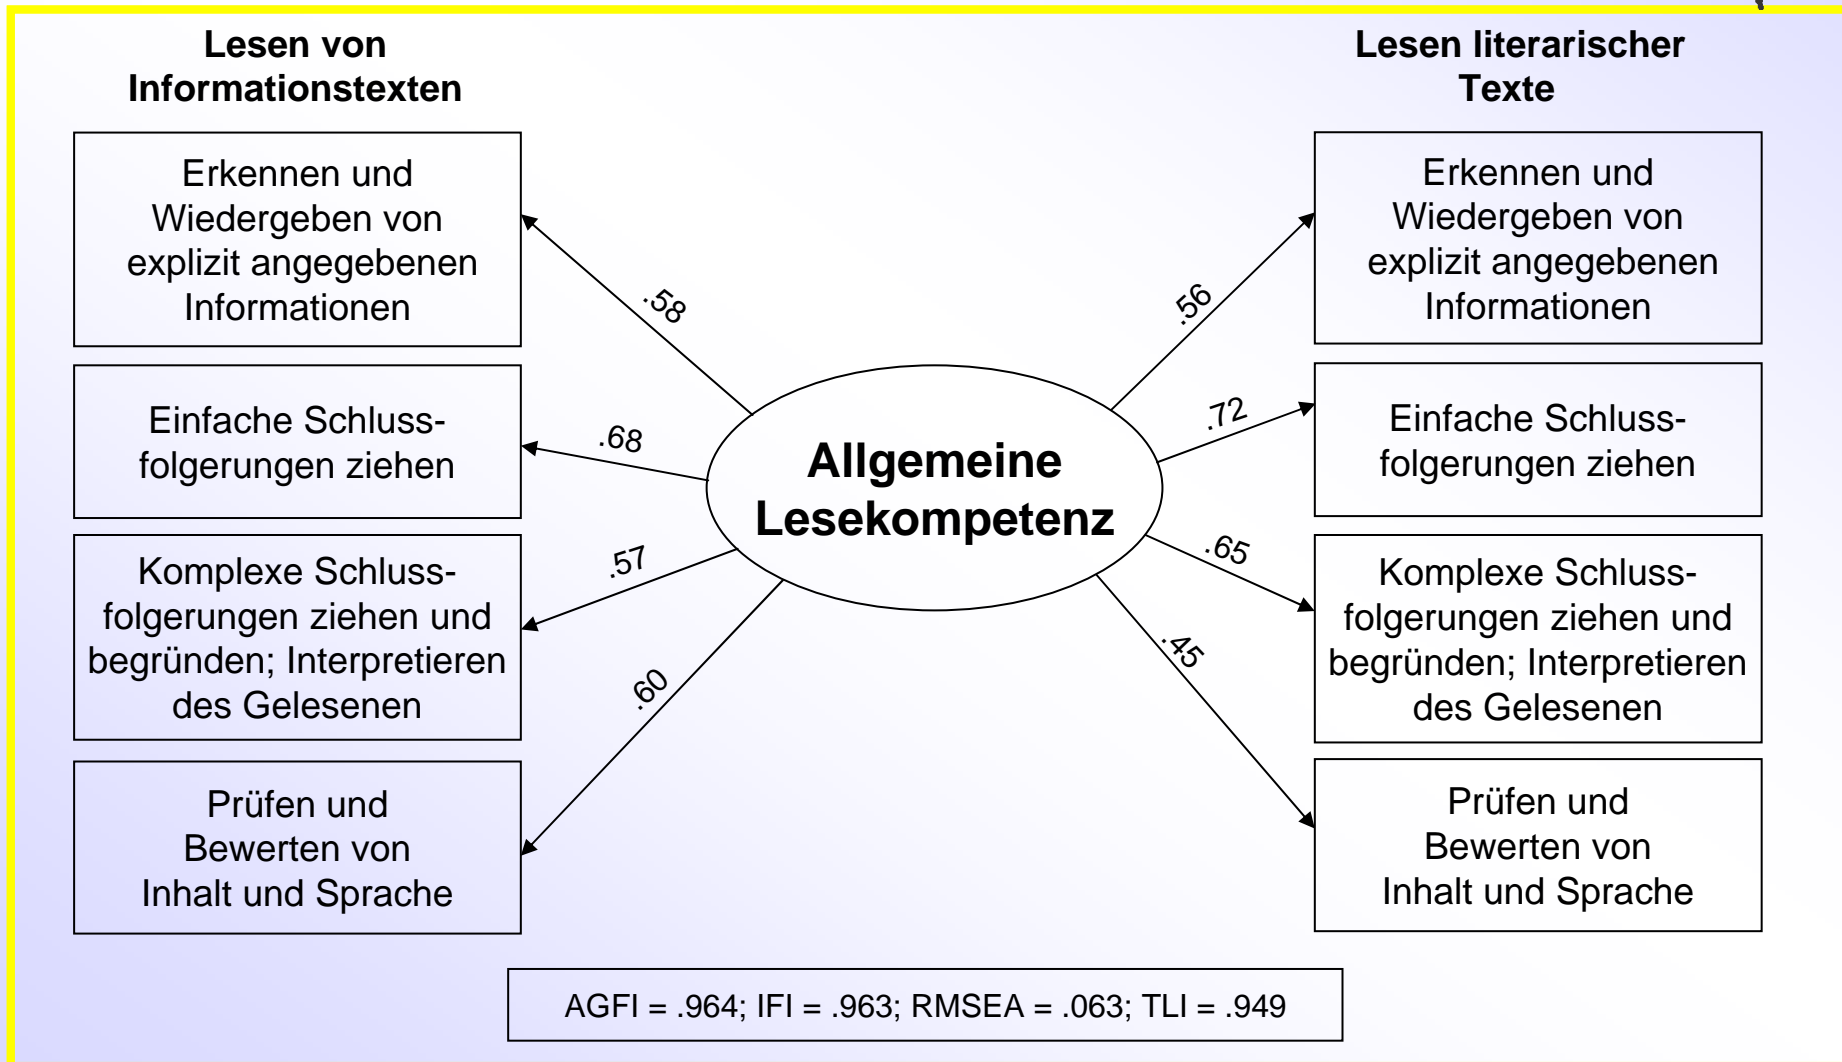 Lesen von
Informationstexten
Erkennen und
Wiedergeben von
explizit angegebenen
Informationen
Einfache Schluss-
folgerungen ziehen
Komplexe Schluss-
folgerungen ziehen und
begründen; Interpretieren
des Gelesenen
Prüfen und
Bewerten von
Inhalt und Sprache
.58
.68
.57
.60
Allgemeine
Lesekompetenz
.56
.72
.65
.45
Lesen literarischer
Texte
Erkennen und
Wiedergeben von
explizit angegebenen
Informationen
Einfache Schluss-
folgerungen ziehen
Komplexe Schluss-
folgerungen ziehen und
begründen; Interpretieren
des Gelesenen
Prüfen und
Bewerten von
Inhalt und Sprache
AGFI = .964; IFI = .963; RMSEA = .063; TLI = .949